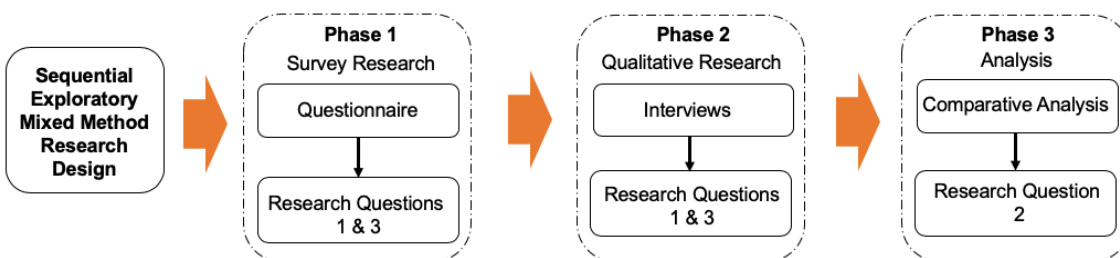 Sequential
Exploratory
Mixed Method
Research
Design
Phase 1
Survey Research
Questionnaire
Research Questions
1 & 3
Phase 2
Qualitative Research
Interviews
Research Questions
1 & 3
Phase 3
Analysis
Comparative Analysis
Research Question
2